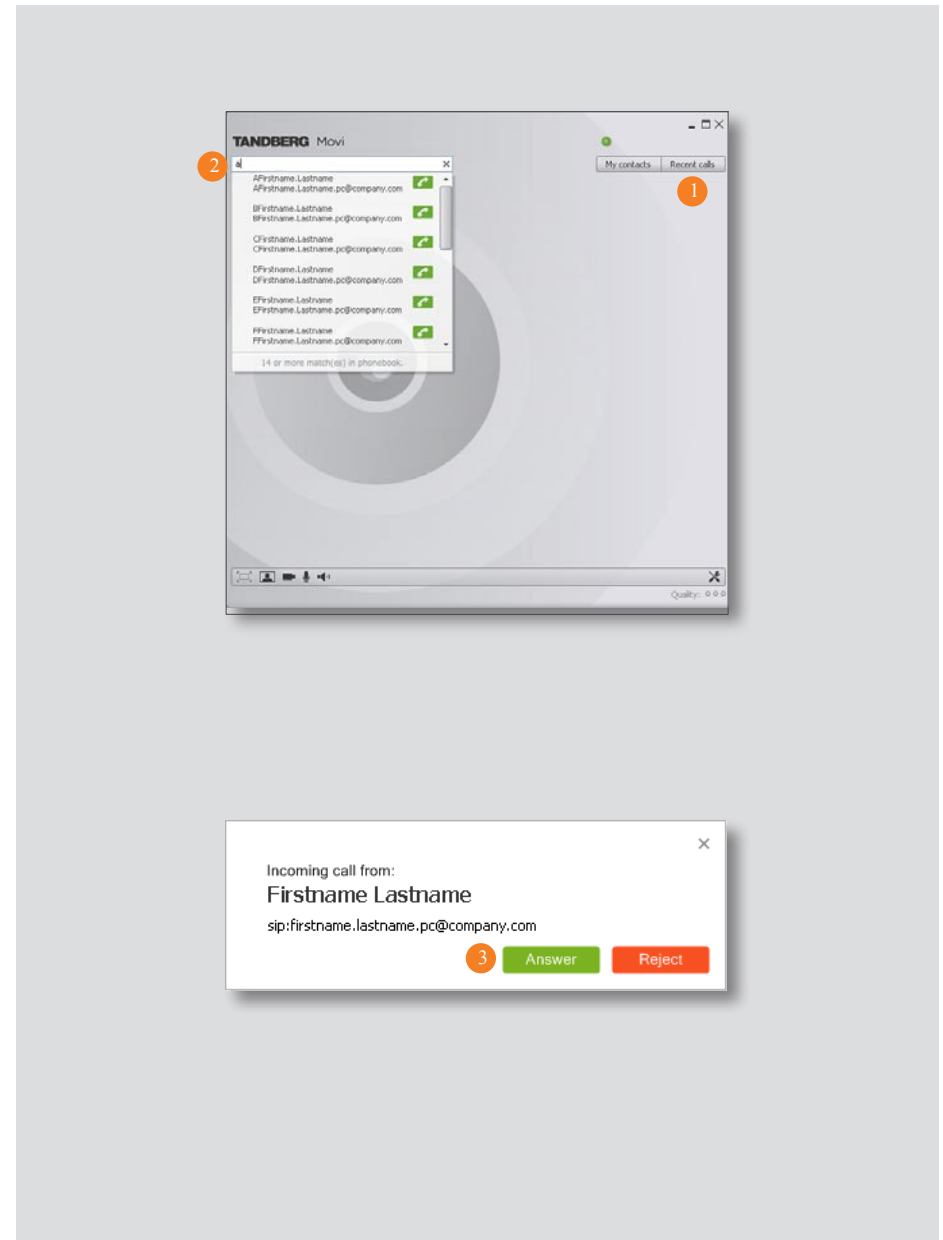 TANDBERG Movi
2
a
My contacts
Recent calls
1
AFirstname.Lastname
AFirstname.Lastname.pc@company.com
BFirstname.Lastname
BFirstname.Lastname.pc@company.com
CFirstname.Lastname
CFirstname.Lastname.pc@company.com
DFirstname.Lastname
DFirstname.Lastname.pc@company.com
EFirstname.Lastname
EFirstname.Lastname.pc@company.com
FFirstname.Lastname
FFirstname.Lastname.pc@company.com
14 or more match(es) in phonebook.
Quality:
Incoming call from:
Firstname Lastname
sip:firstname.lastname.pc@company.com
3
Answer
Reject